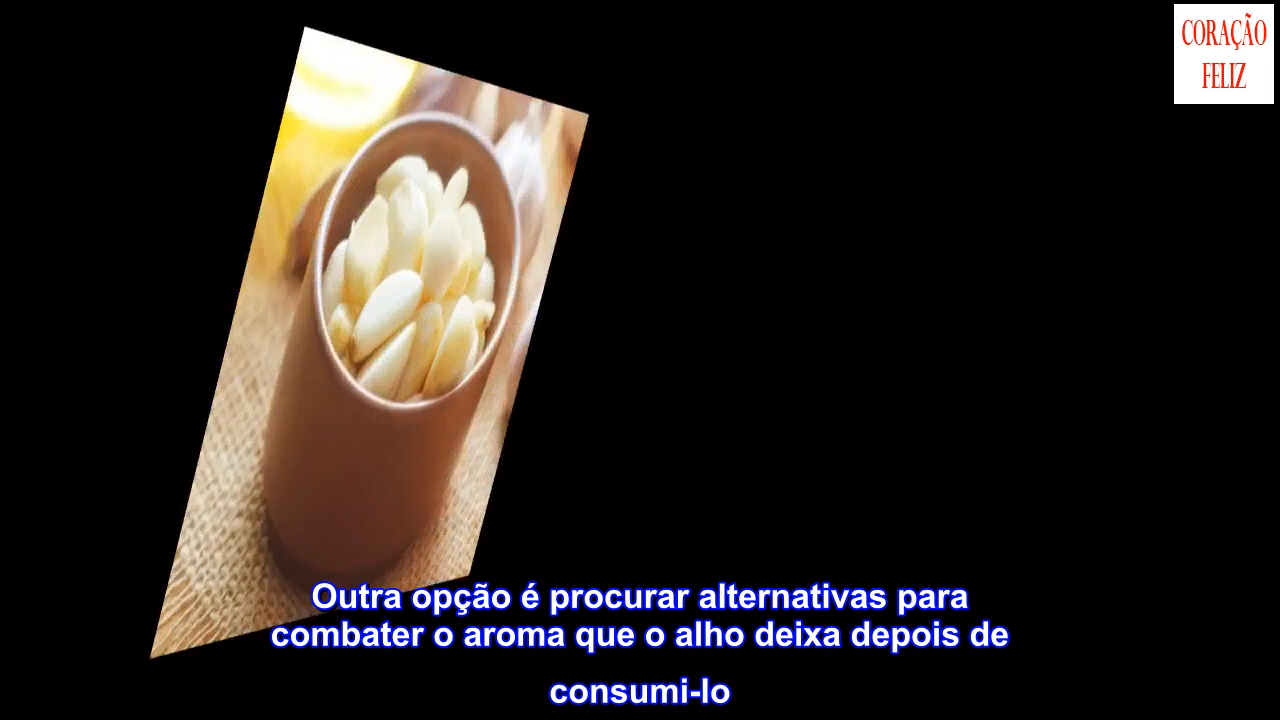 CORAÇÃO
FELIZ
Outra opção é procurar alternativas para
combater o aroma que o alho deixa depois de
consumi-lo